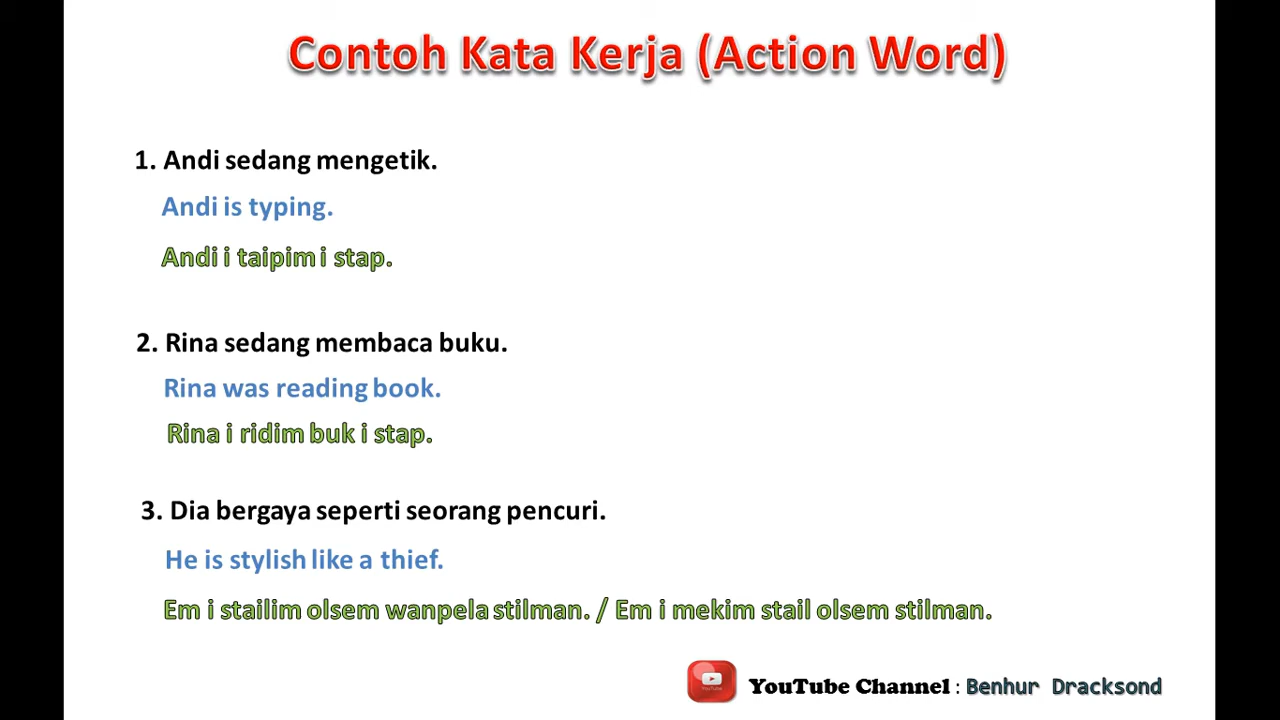 Contoh Kata Kerja (Action Word)
1. Andi sedang mengetik.
Andi is typing.
Andi i taipim i stap.
2. Rina sedang membaca buku.
Rina was reading book.
Rina i ridim buk i stap.
3. Dia bergaya seperti seorang pencuri.
He is stylish like a thief.
Em i stailim olsem wanpela stilman. / Em i mekim stail olsem stilman.
YouTube Channel : Benhur Dracksond